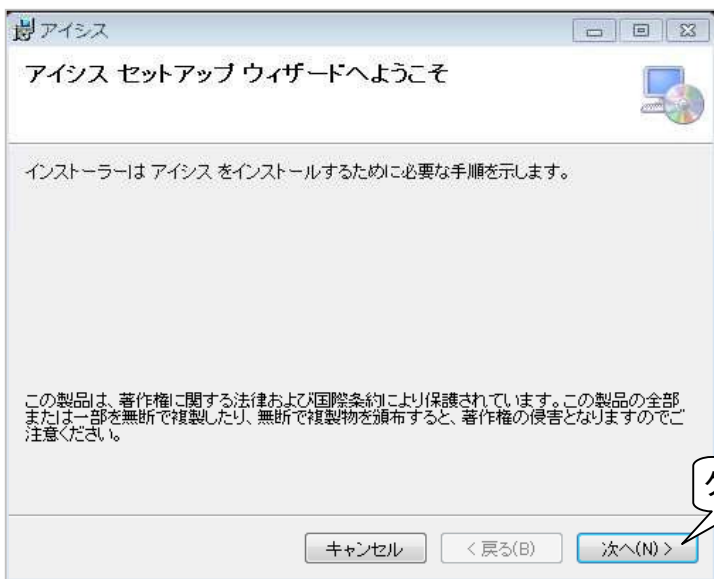 アイシス
アイシス セットアップ ウィザードへようこそ
インストーラーは アイシス をインストールするために必要な手順を示します。
この製品は、著作権に関する法律および国際条約により保護されています。この製品の全部
または一部を無断で複製したり、無断で複製物を頒布すると、著作権の侵害となりますのでご
注意ください。
キャンセル
< 戻る(B)
次へ(N) >